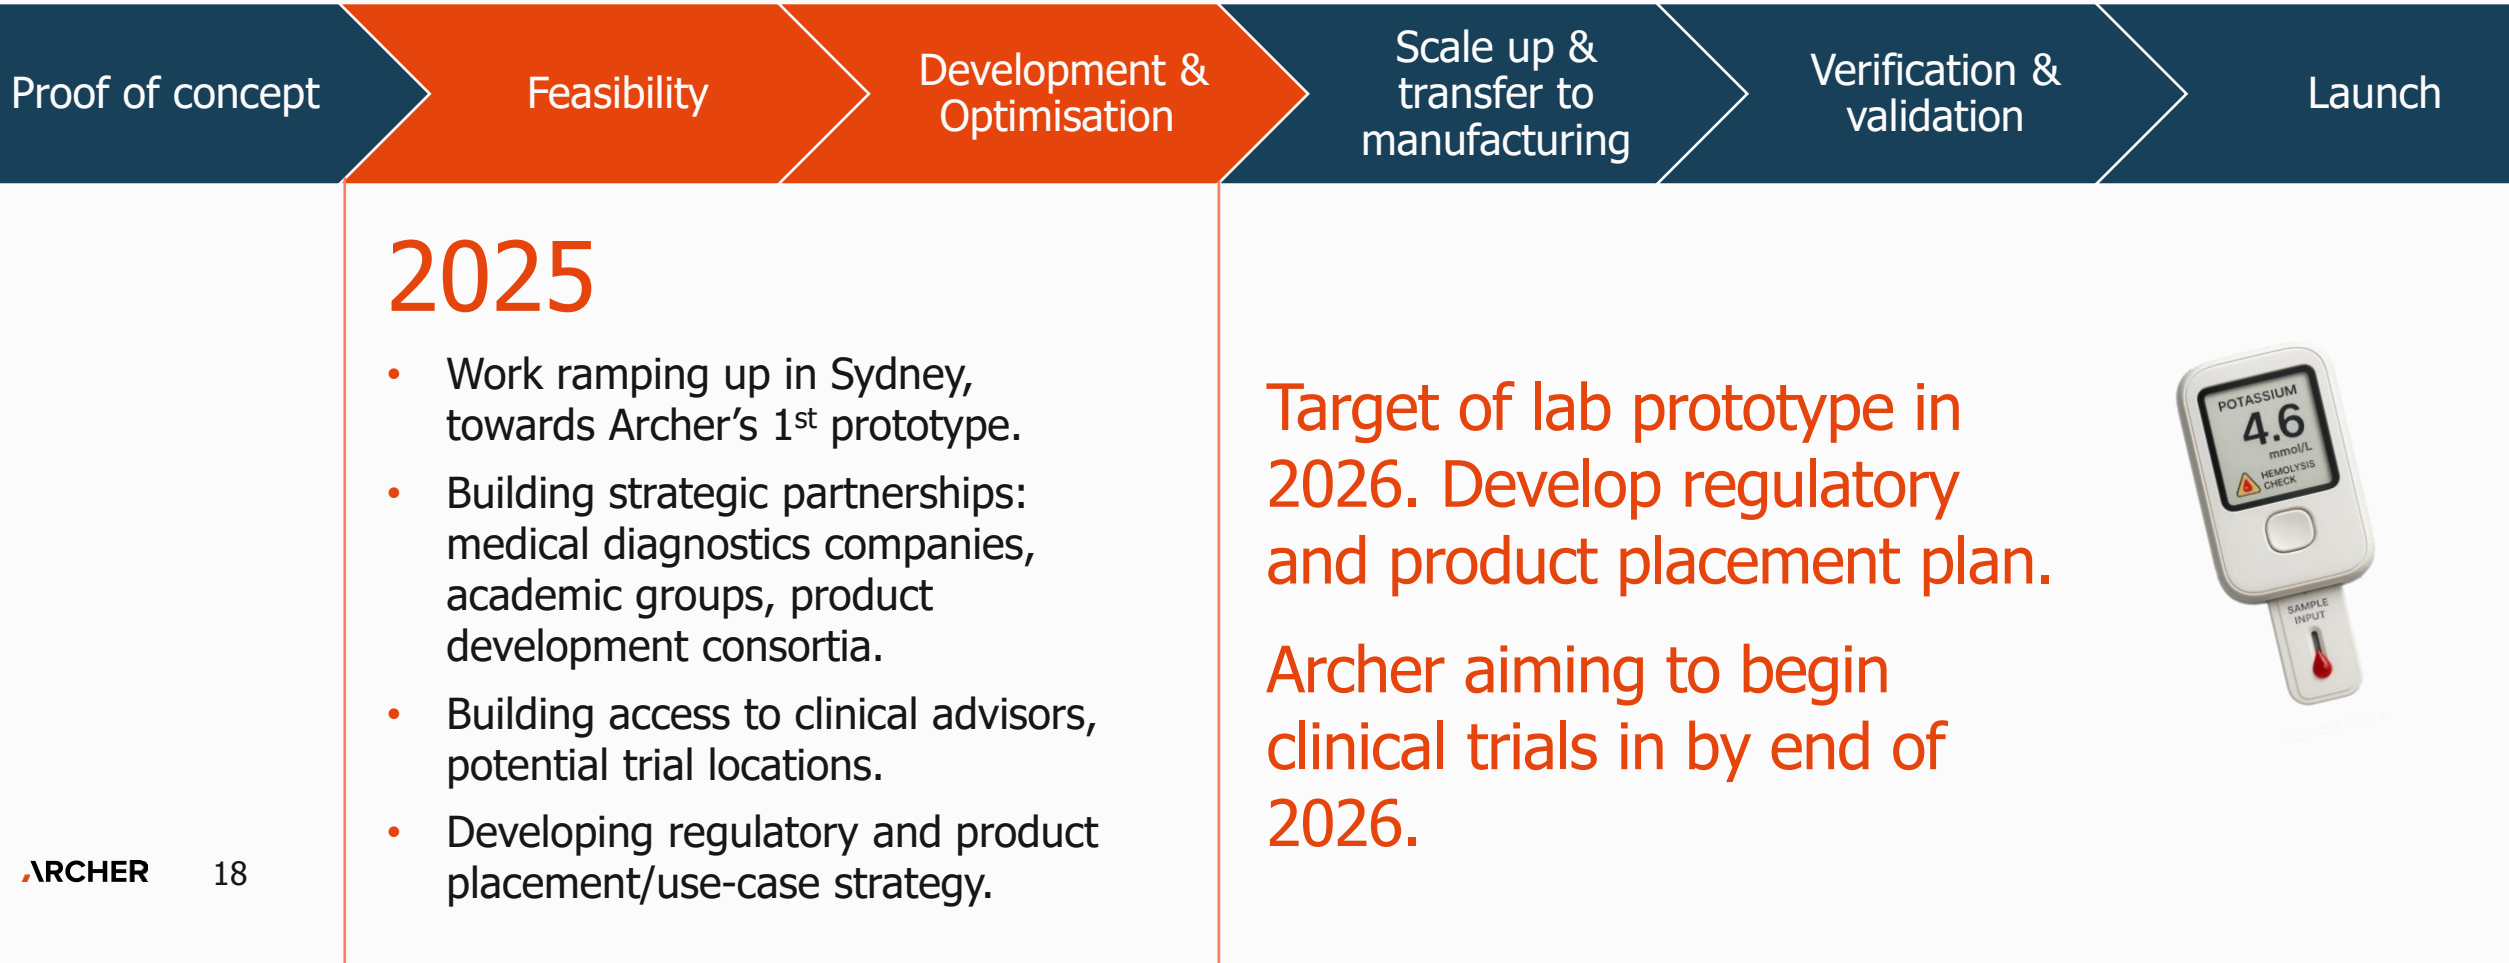 Proof of concept
Feasibility
Development &
Optimisation
Scale up &
transfer to
manufacturing
Verification &
validation
Launch
2025
• Work ramping up in Sydney,
towards Archer’s 1st prototype.
• Building strategic partnerships:
medical diagnostics companies,
academic groups, product
development consortia.
• Building access to clinical advisors,
potential trial locations.
• Developing regulatory and product
placement/use-case strategy.
Target of lab prototype in
2026. Develop regulatory
and product placement plan.
Archer aiming to begin
clinical trials in by end of
2026.
POTASSIUM
4.6
mmol/L
HEMOLYSIS
CHECK
SAMPLE
INPUT
ARCHER
18